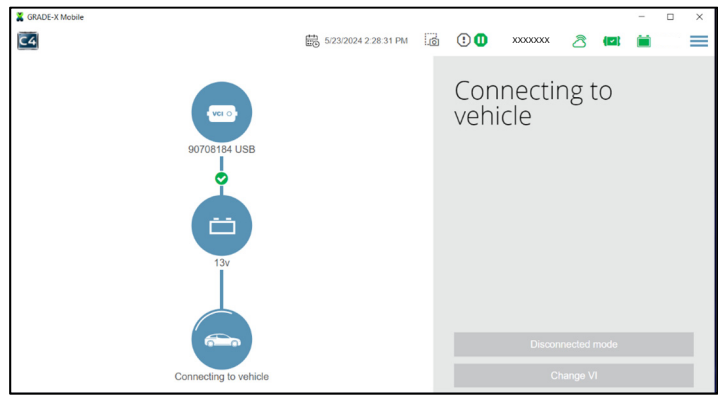 GRADE-X Mobile
C4
5/23/2024 2:28:31 PM
XXXXXXX
Connecting to
vehicle
VCI
90708184 USB
13v
Connecting to vehicle
Disconnected mode
Change VI